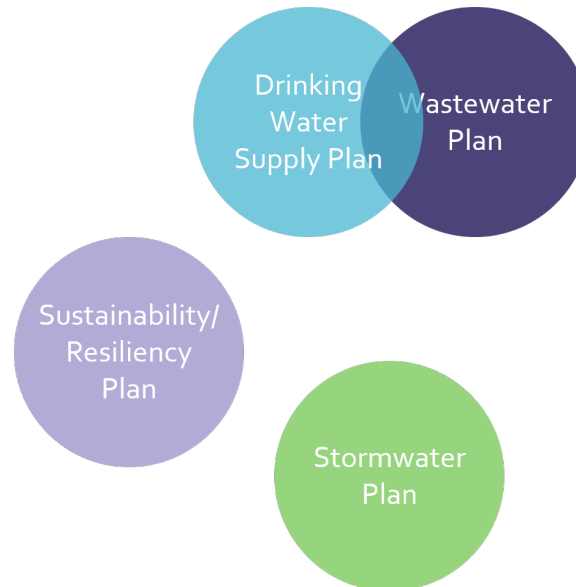 Drinking
Water
Supply Plan
Wastewater
Plan
Sustainability/
Resiliency
Plan
Stormwater
Plan